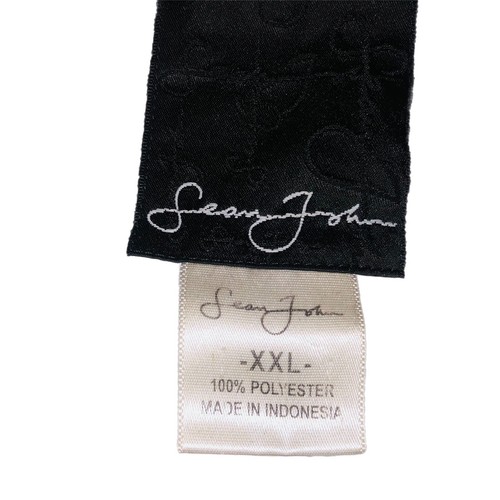 Sean John
Sean John
-XXL-
100% POLYESTER
MADE IN INDONESIA